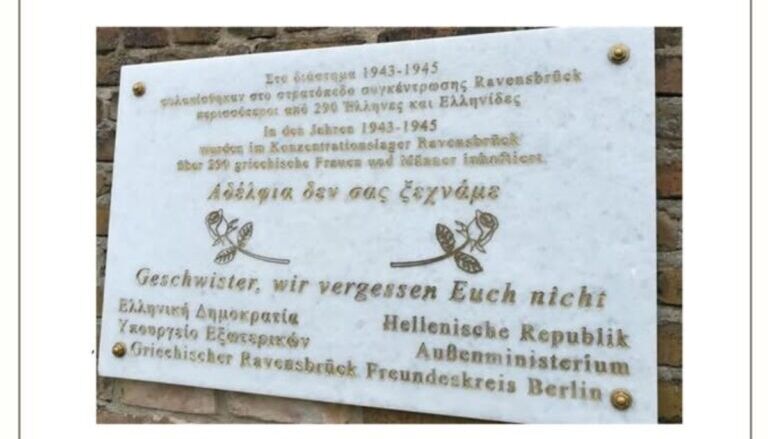 Στο διάστημα 1943-1945
φυλακίσθηκαν στο στρατόπεδο συγκέντρωσης Ravensbrück
περισσότεροι από 290 Έλληνες και Ελληνίδες
In den Jahren 1943-1945
wurden im Konzentrationslager Ravensbrück
über 290 griechische Frauen und Männer inhaftiert
Αδέλφια δεν σας ξεχνάμε
Geschwister, wir vergessen Euch nicht
Ελληνική Δημοκρατία
Υπουργείο Εξωτερικών
Hellenische Republik
Außenministerium
Griechischer Ravensbrück Freundeskreis Berlin